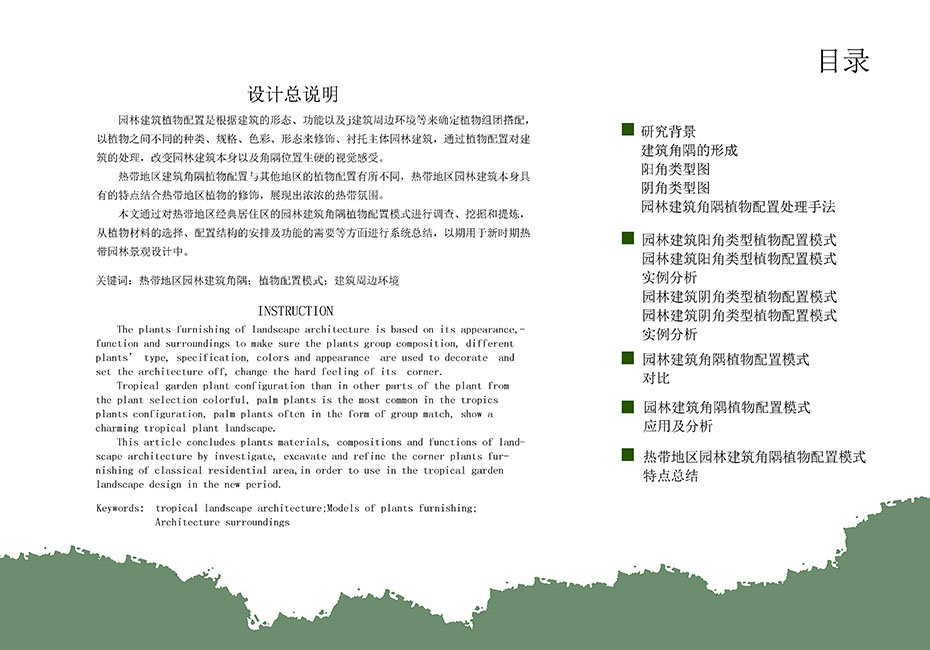 目录
设计总说明
园林建筑植物配置是根据建筑的形态、功能以及j建筑周边环境等来确定植物组团搭配,
以植物之间不同的种类、规格、色彩、形态来修饰、衬托主体园林建筑，通过植物配置对建
筑的处理，改变园林建筑本身以及角隅位置生硬的视觉感受。
热带地区建筑角隅植物配置与其他地区的植物配置有所不同，热带地区园林建筑本身具
有的特点结合热带地区植物的修饰，展现出浓浓的热带氛围。
本文通过对热带地区经典居住区的园林建筑角隅植物配置模式进行调查、挖掘和提炼，
从植物材料的选择、配置结构的安排及功能的需要等方面进行系统总结，以期用于新时期热
带园林景观设计中。
关键词：热带地区园林建筑角隅；植物配置模式；建筑周边环境
INSTRUCTION
The plants furnishing of landscape architecture is based on its appearance,-
function and surroundings to make sure the plants group composition, different
plants' type, specification, colors and appearance are used to decorate and
set the architecture off, change the hard feeling of its corner.
Tropical garden plant configuration than in other parts of the plant from
the plant selection colorful, palm plants is the most common in the tropics
plants configuration, palm plants often in the form of group match, show a
charming tropical plant landscape.
This article concludes plants materials, compositions and functions of land-
scape architecture by investigate, excavate and refine the corner plants fur-
nishing of classical residential area,in order to use in the tropical garden
landscape design in the new period.
Keywords: tropical landscape architecture;Models of plants furnishing;
Architecture surroundings
研究背景
建筑角隅的形成
阳角类型图
阴角类型图
园林建筑角隅植物配置处理手法
园林建筑阳角类型植物配置模式
园林建筑阳角类型植物配置模式
实例分析
园林建筑阴角类型植物配置模式
园林建筑阴角类型植物配置模式
实例分析
园林建筑角隅植物配置模式
对比
园林建筑角隅植物配置模式
应用及分析
热带地区园林建筑角隅植物配置模式
特点总结